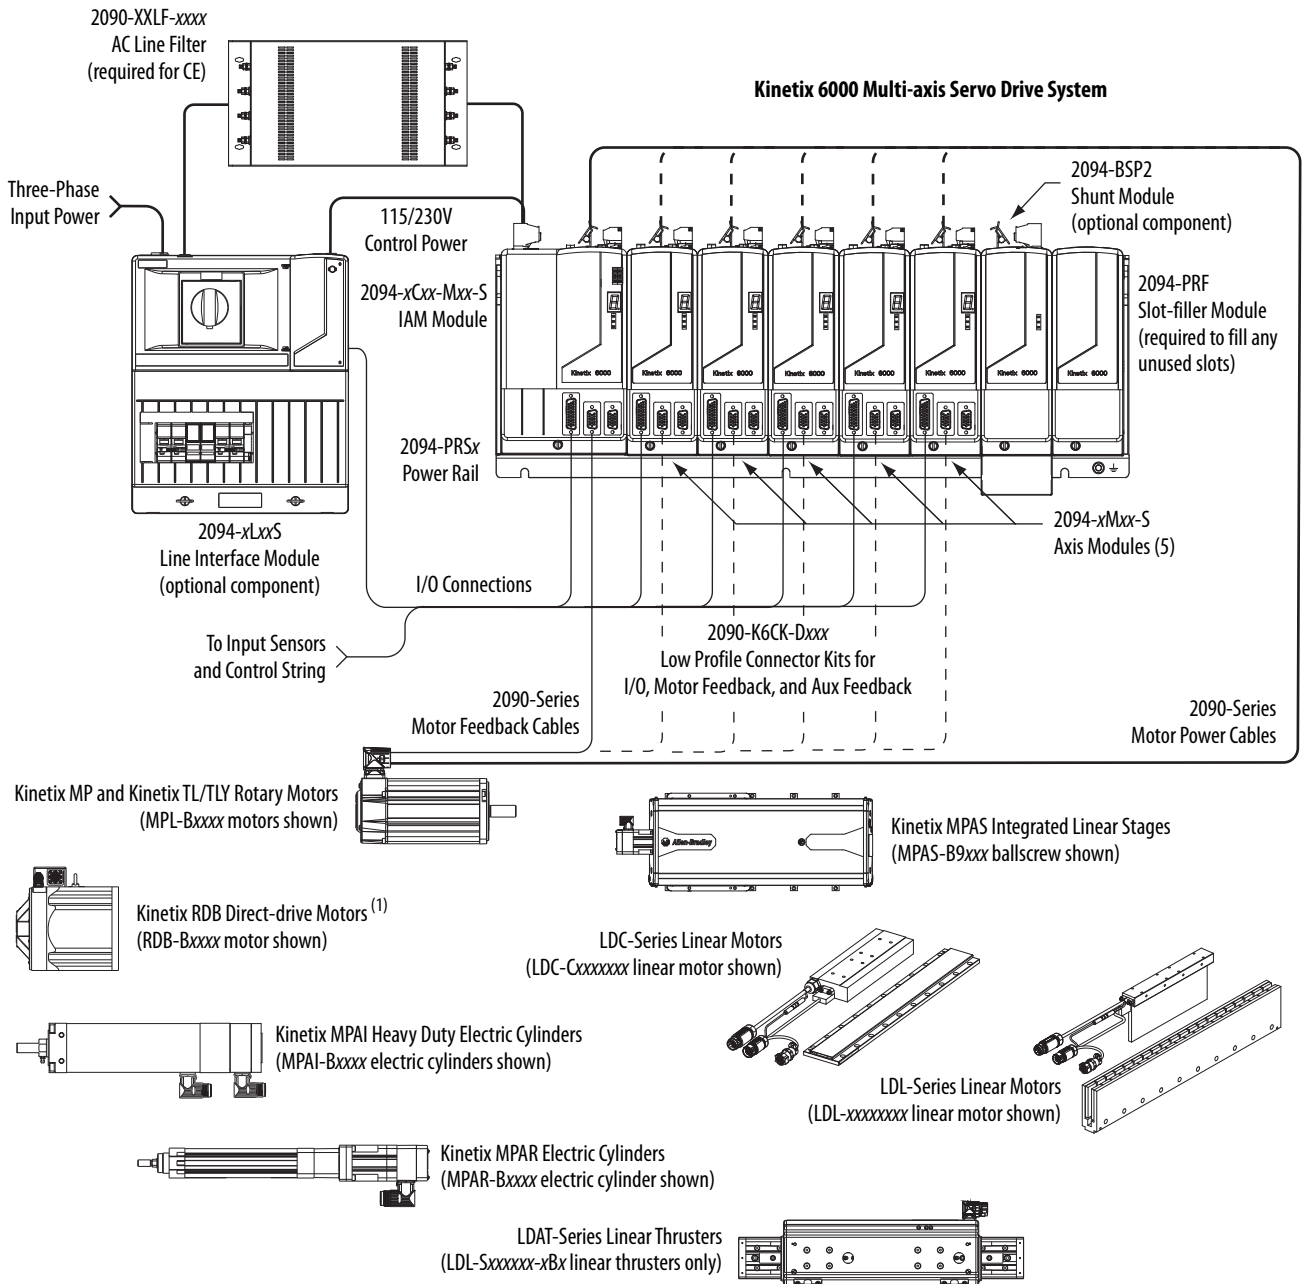 2090-XXLF-xxxx
AC Line Filter
(required for CE)
Kinetix 6000 Multi-axis Servo Drive System
Three-Phase
Input Power
115/230V
Control Power
2094-BSP2
Shunt Module
(optional component)
2094-xCxx-Mxx-S
IAM Module
2094-PRF
Slot-filler Module
(required to fill any
unused slots)
Kinetix 6000
Kinetix 6000
Kinetix 6000
Kinetix 6000
Kinetix 6000
Kinetix 6000
Kinetix 6000
Kinetix 6000
2094-PRSx
Power Rail
2094-xLxxS
Line Interface Module
(optional component)
2094-xMxx-S
Axis Modules (5)
I/O Connections
To Input Sensors
and Control String
2090-K6CK-Dxxx
Low Profile Connector Kits for
I/O, Motor Feedback, and Aux Feedback
2090-Series
Motor Feedback Cables
2090-Series
Motor Power Cables
Kinetix MP and Kinetix TL/TLY Rotary Motors
(MPL-Bxxxx motors shown)
Allen-Bradley
Kinetix MPAS Integrated Linear Stages
(MPAS-B9xxx ballscrew shown)
Kinetix RDB Direct-drive Motors (1)
(RDB-Bxxxx motor shown)
LDC-Series Linear Motors
(LDC-Cxxxxxxx linear motor shown)
Kinetix MPAI Heavy Duty Electric Cylinders
(MPAI-Bxxxx electric cylinders shown)
LDL-Series Linear Motors
(LDL-xxxxxxxx linear motor shown)
Kinetix MPAR Electric Cylinders
(MPAR-Bxxxx electric cylinder shown)
LDAT-Series Linear Thrusters
(LDL-Sxxxxxx-xBx linear thrusters only)